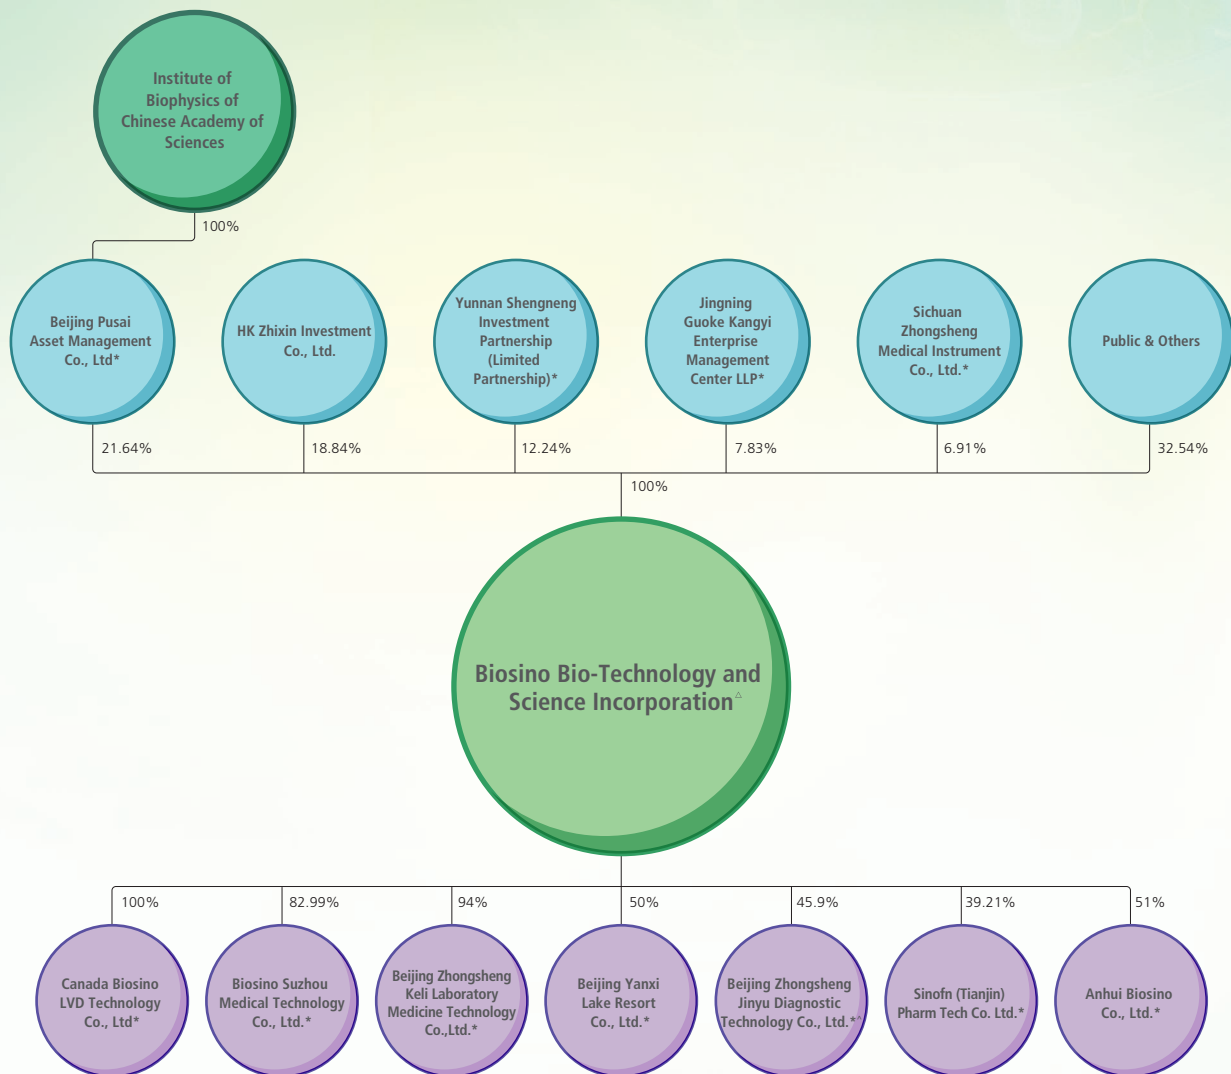 Institute of
Biophysics of
Chinese Academy of
Sciences
100%
Beijing Pusai
Asset Management
Co., Ltd*
HK Zhixin Investment
Co., Ltd.
Yunnan Shengneng
Investment
Partnership
(Limited
Partnership)*
Jingning
Guoke Kangyi
Enterprise
Management
Center LLP*
Sichuan
Zhongsheng
Medical Instrument
Co., Ltd.*
Public & Others
21.64%
18.84%
12.24%
7.83%
6.91%
32.54%
100%
Biosino Bio-Technology and
Science Incorporation△
100%
82.99%
94%
50%
45.9%
39.21%
51%
Canada Biosino
LVD Technology
Co., Ltd*
Biosino Suzhou
Medical Technology
Co., Ltd.*
Beijing Zhongsheng
Keli Laboratory
Medicine Technology
Co.,Ltd.*
Beijing Yanxi
Lake Resort
Co., Ltd.*
Beijing Zhongsheng
Jinyu Diagnostic
Technology Co., Ltd.*^
Sinofn (Tianjin)
Pharm Tech Co. Ltd.*
Anhui Biosino
Co., Ltd.*